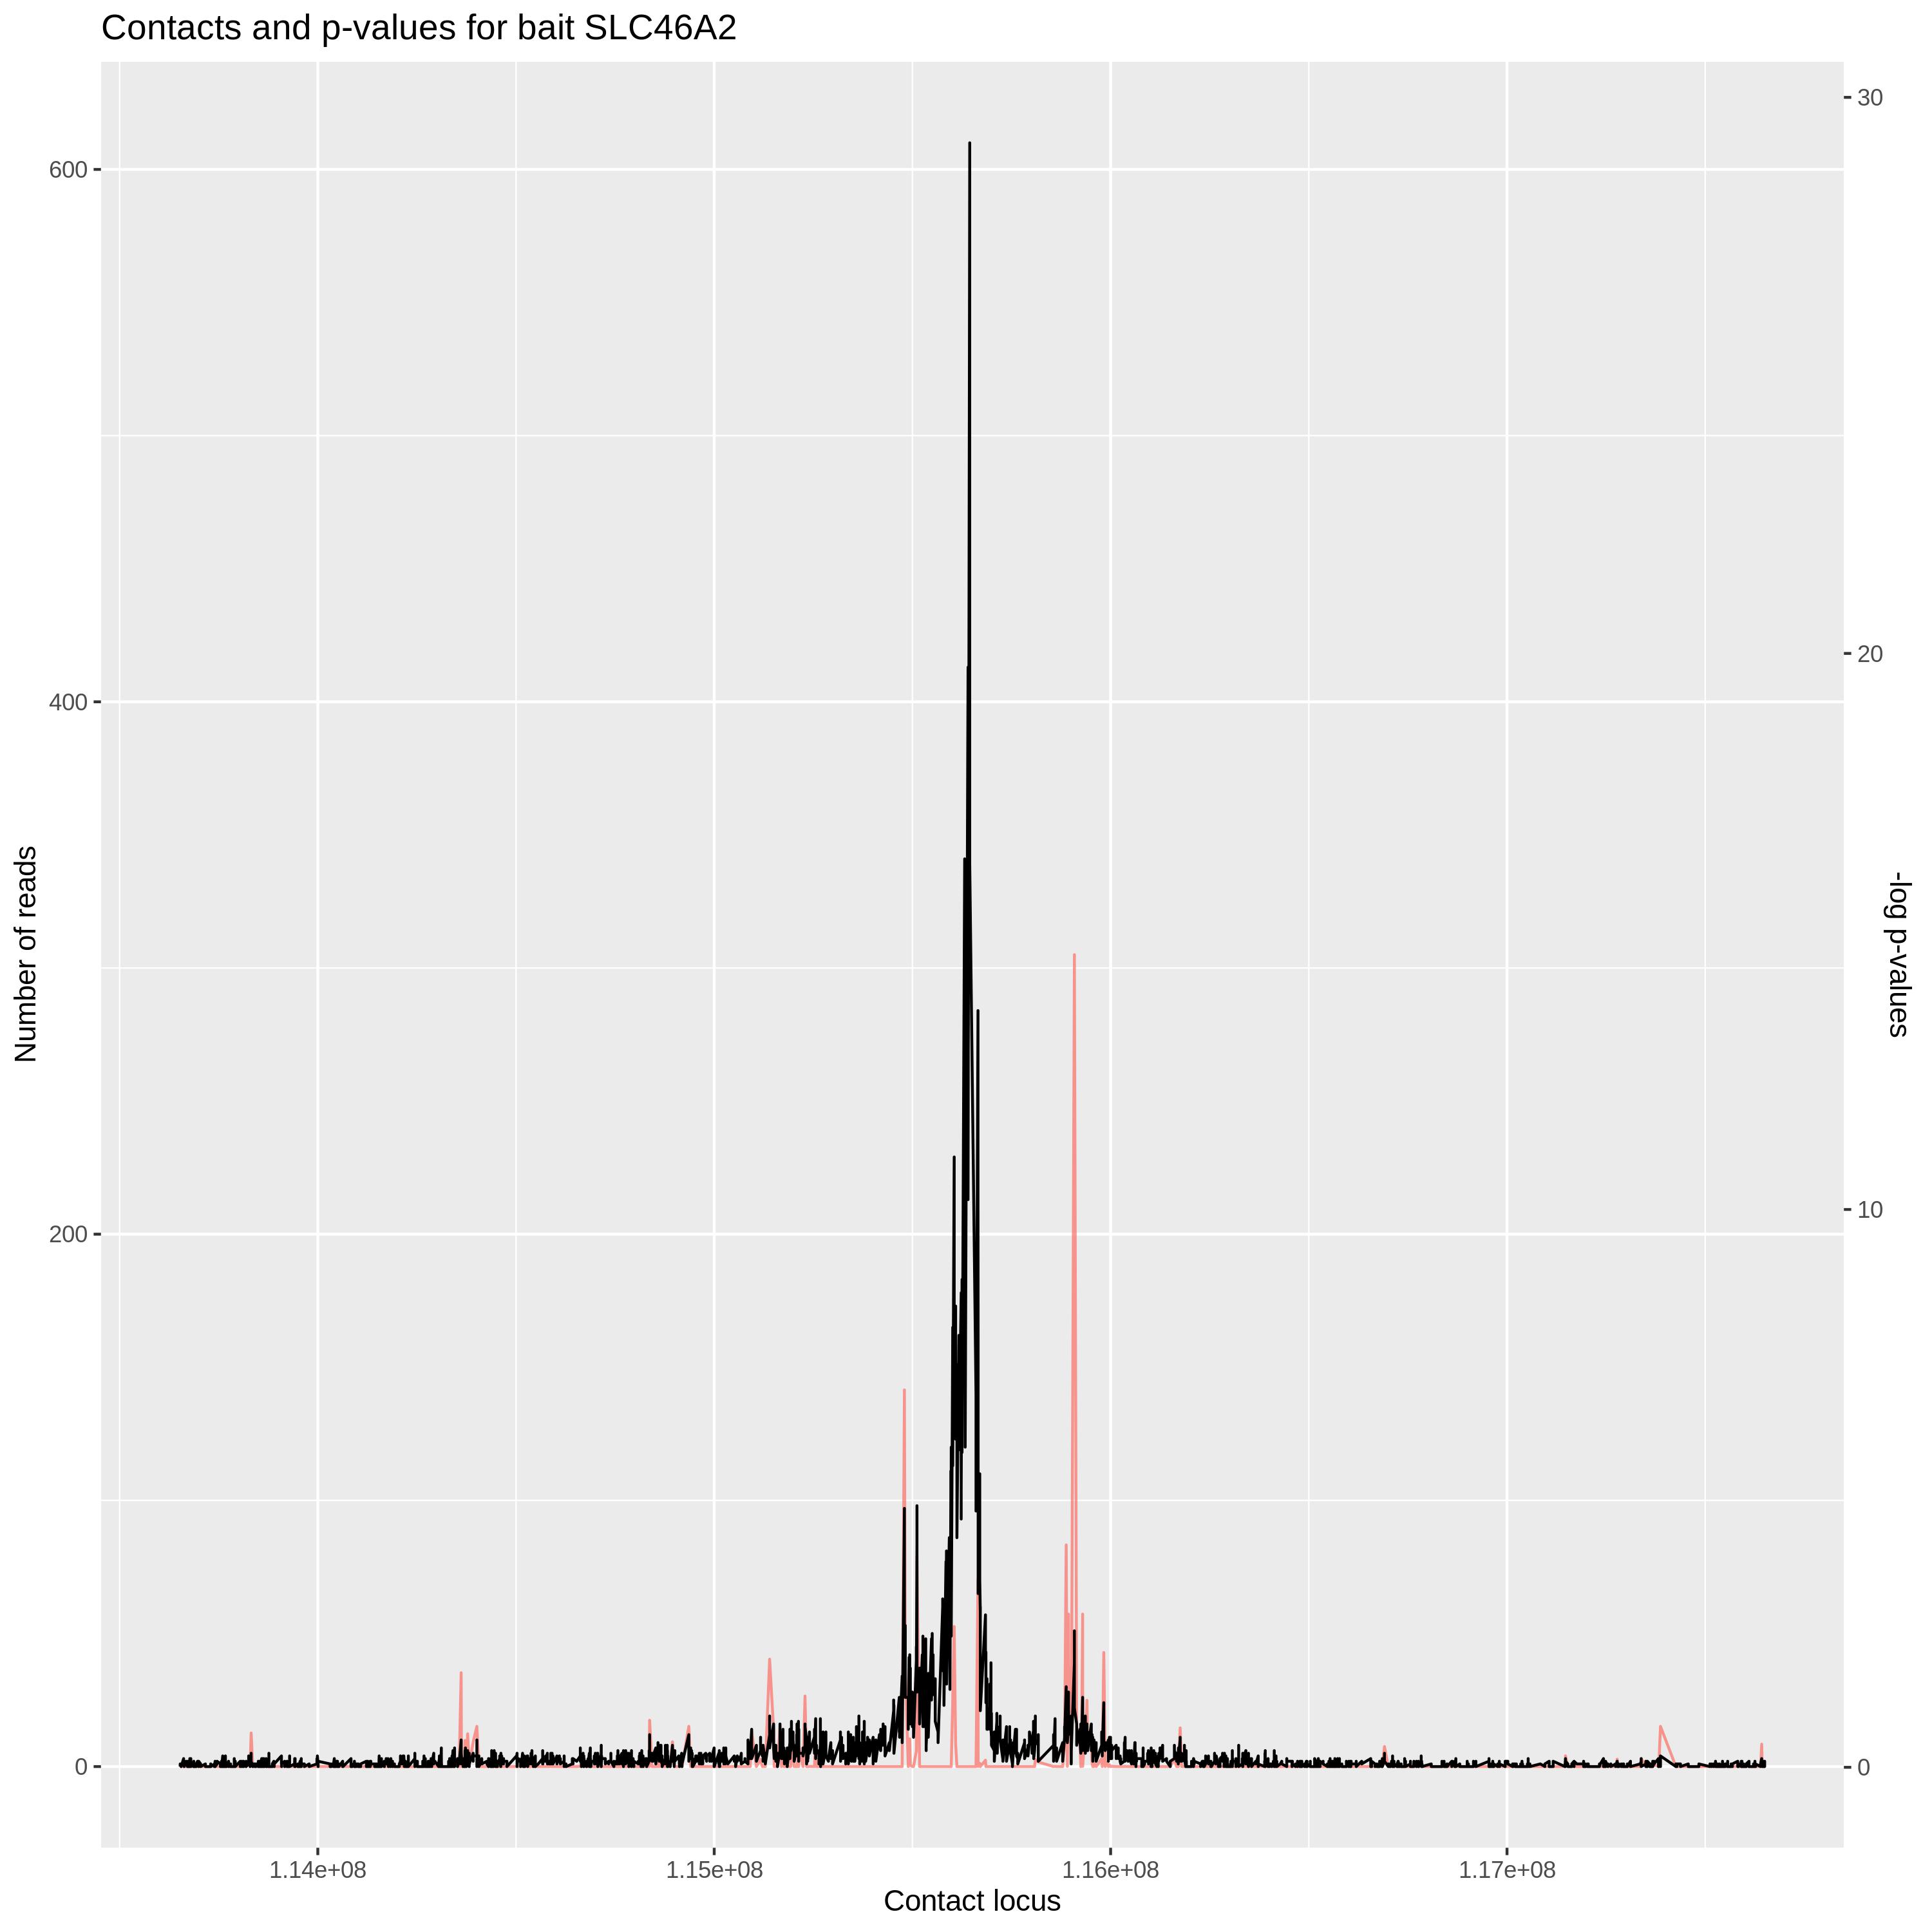 Contacts and p-values for bait SLC46A2
30
600
20
400
Number of reads
-log p-values
10
200
0
0
1.14e+08
1.15e+08
1.16e+08
1.17e+08
Contact locus